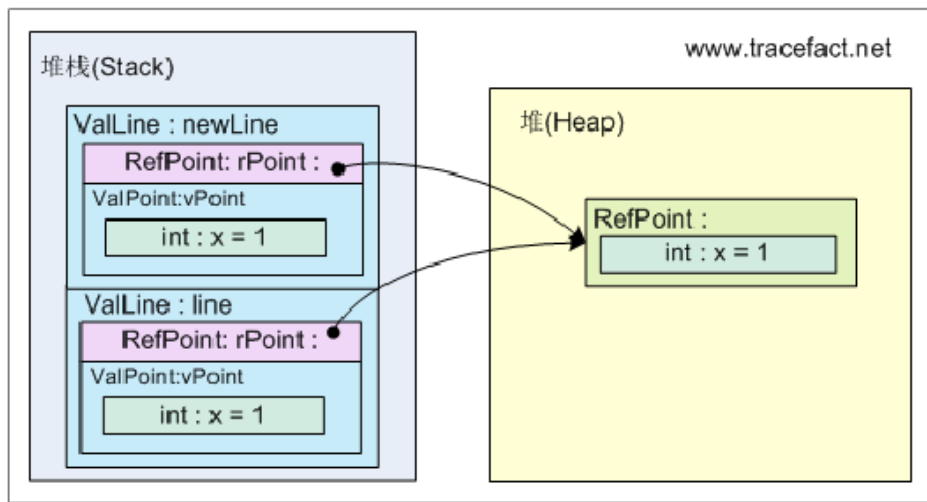 堆栈(Stack)
ValLine : newLine
RefPoint: rPoint :
ValPoint:vPoint
int : x = 1
ValLine : line
RefPoint: rPoint :
ValPoint:vPoint
int : x = 1
www.tracefact.net
堆(Heap)
RefPoint :
int : x = 1